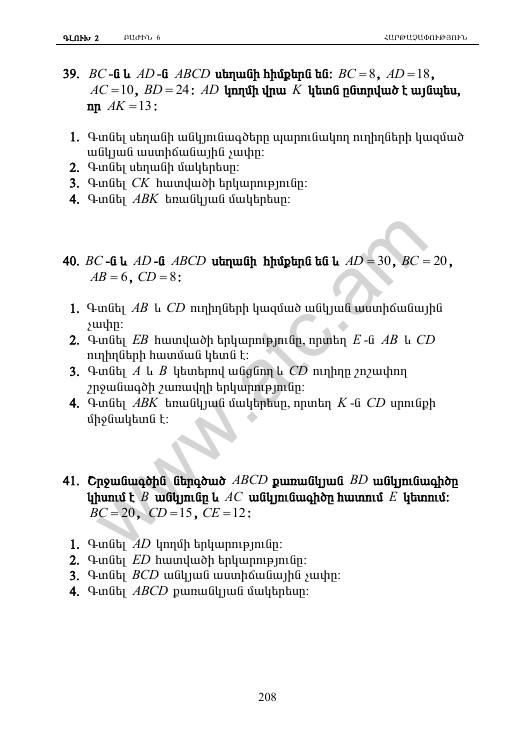 ԳԼՈՒԽ 2 ԲԱԺԻՆ 6 ՀԱՐԹԱՉԱՓՈՒԹՅՈՒՆ
39. BC -ն և AD -ն ABCD սեղանի հիմքերն են: BC = 8, AD = 18,
AC = 10, BD = 24: AD կողմի վրա K կետն ընտրված է այնպես,
որ AK = 13:
1. Գտնել սեղանի անկյունագծերը պարունակող ուղիղների կազմած
անկյան աստիճանային չափը:
2. Գտնել սեղանի մակերեսը:
3. Գտնել CK հատվածի երկարությունը:
4. Գտնել ABK եռանկյան մակերեսը:
40. BC -ն և AD -ն ABCD սեղանի հիմքերն են և AD = 30, BC = 20,
AB = 6, CD = 8:
1. Գտնել AB և CD ուղիղների կազմած անկյան աստիճանային
չափը:
2. Գտնել EB հատվածի երկարությունը, որտեղ E -ն AB և CD
ուղիղների հատման կետն է:
3. Գտնել A և B կետերով անցնող և CD ուղիղը շոշափող
շրջանագծի շառավղի երկարությունը:
4. Գտնել ABK եռանկյան մակերեսը, որտեղ K -ն CD սրունքի
միջնակետն է:
41. Շրջանագծին ներգծած ABCD քառանկյան BD անկյունագիծը
կիսում է B անկյունը և AC անկյունագիծը հատում E կետում:
BC = 20, CD = 15, CE = 12:
1. Գտնել AD կողմի երկարությունը:
2. Գտնել ED հատվածի երկարությունը:
3. Գտնել BCD անկյան աստիճանային չափը:
4. Գտնել ABCD քառանկյան մակերեսը:
www.atc.am
208